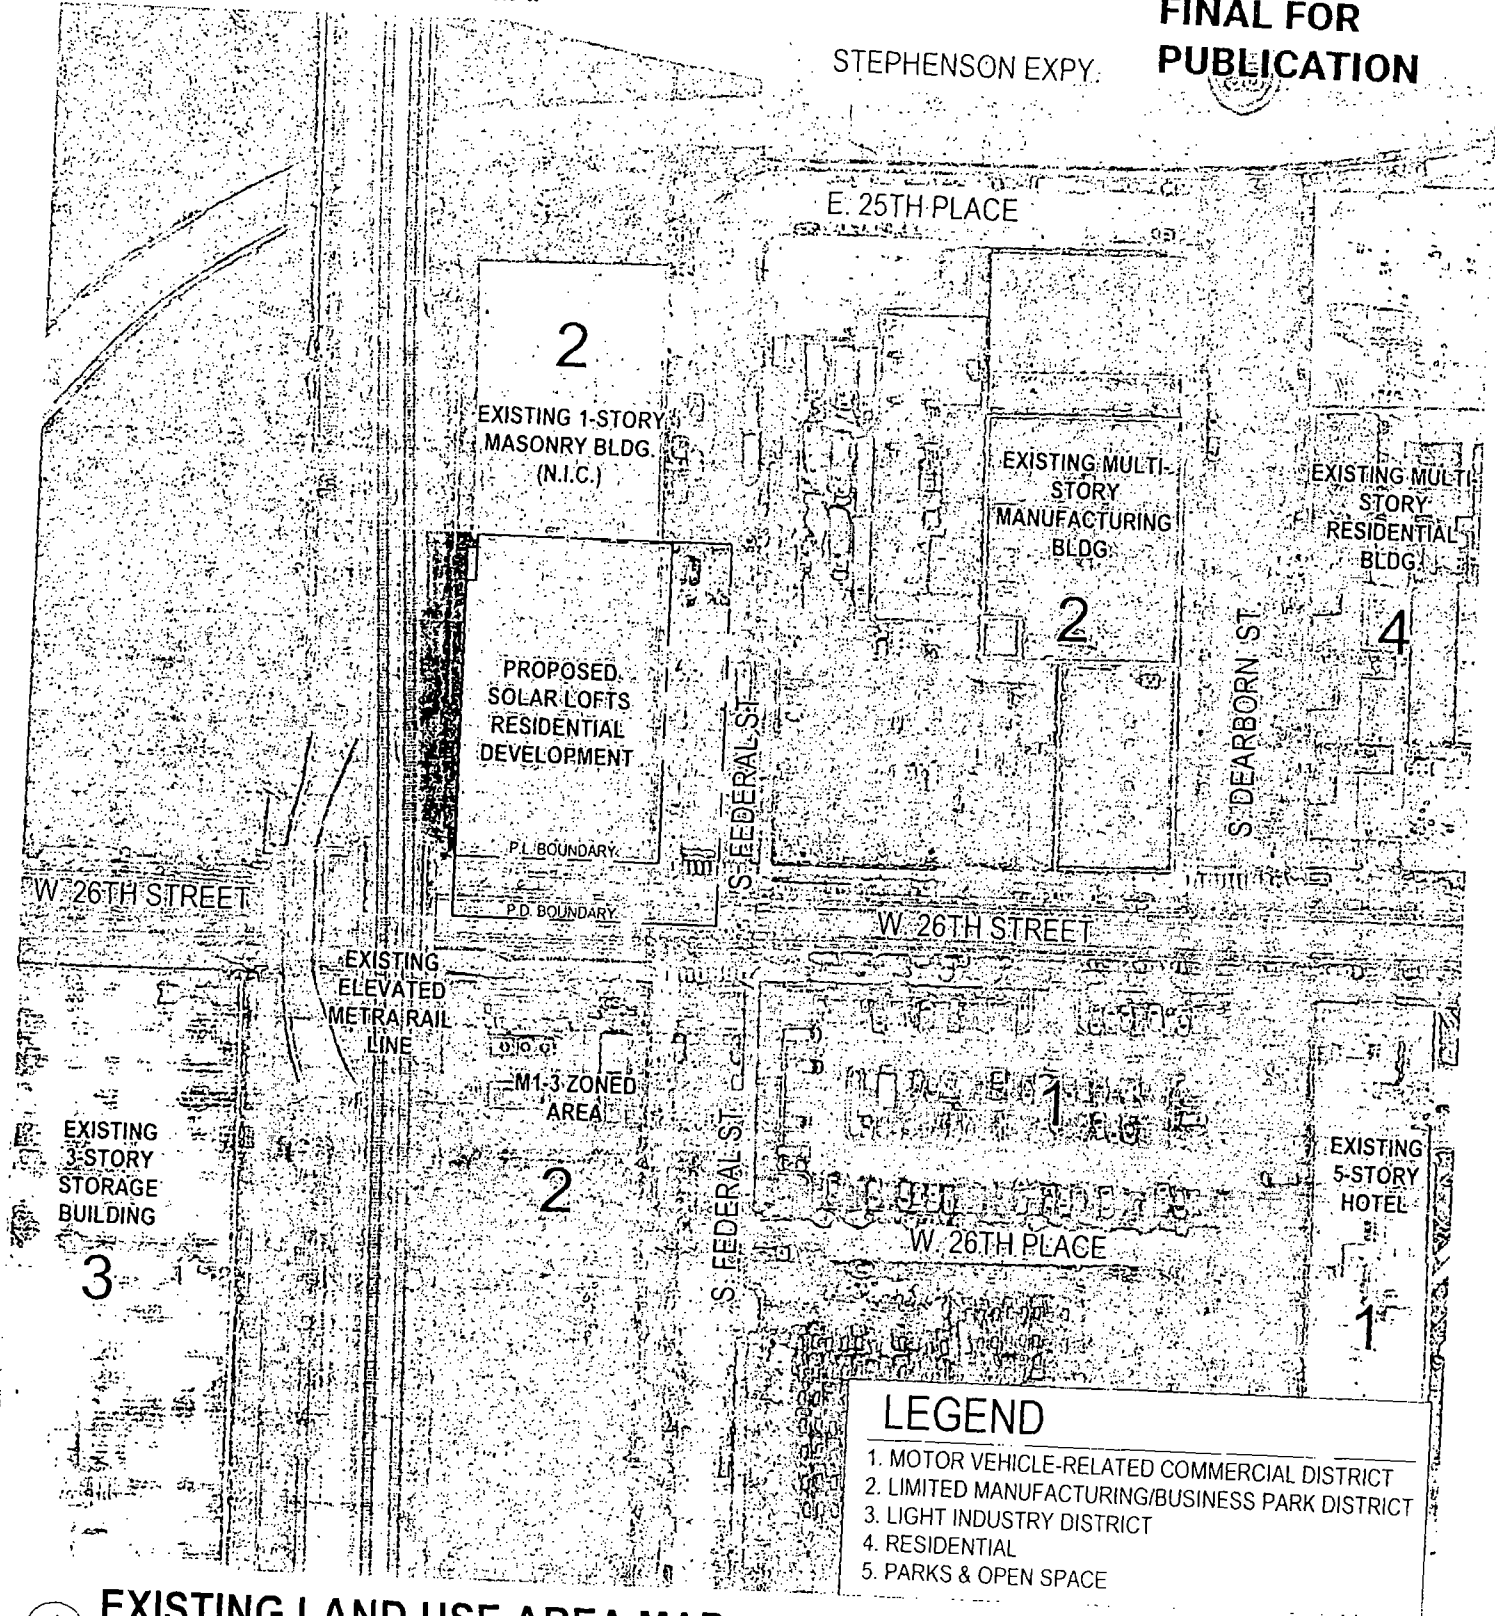 FINAL FOR
PUBLICATION
STEPHENSON EXPY.
E. 25TH PLACE
2
EXISTING 1-STORY
MASONRY BLDG.
(N.I.C.)
EXISTING MULTI-
STORY
MANUFACTURING
BLDG.
2
EXISTING MULTI-
STORY
RESIDENTIAL
BLDG.
4
PROPOSED
SOLAR LOFTS
RESIDENTIAL
DEVELOPMENT
S FEDERAL ST
S DEARBORN ST
P.L. BOUNDARY
P.D. BOUNDARY
W. 26TH STREET
W. 26TH STREET
EXISTING
ELEVATED
METRA RAIL
LINE
M1-3 ZONED
AREA
2
S FEDERAL ST
1
EXISTING
3-STORY
STORAGE
BUILDING
3
EXISTING
5-STORY
HOTEL
1
W. 26TH PLACE
LEGEND
1. MOTOR VEHICLE-RELATED COMMERCIAL DISTRICT
2. LIMITED MANUFACTURING/BUSINESS PARK DISTRICT
3. LIGHT INDUSTRY DISTRICT
4. RESIDENTIAL
5. PARKS & OPEN SPACE
EXISTING LAND USE AREA MAP